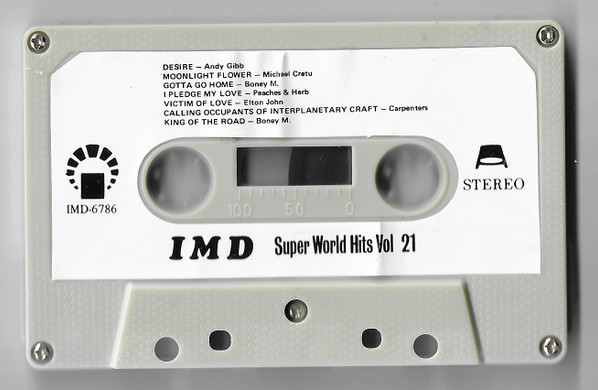 DESIRE – Andy Gibb
MOONLIGHT FLOWER – Michael Cratu
GOTTA GO HOME – Boney M.
I PLEDGE MY LOVE – Peaches & Herb
VICTIM OF LOVE – Elton John
CALLING OCCUPANTS OF INTERPLANETARY CRAFT – Carpenters
KING OF THE ROAD – Boney M.
IMD-6786
STEREO
100 50 0
IMD Super World Hits Vol 21